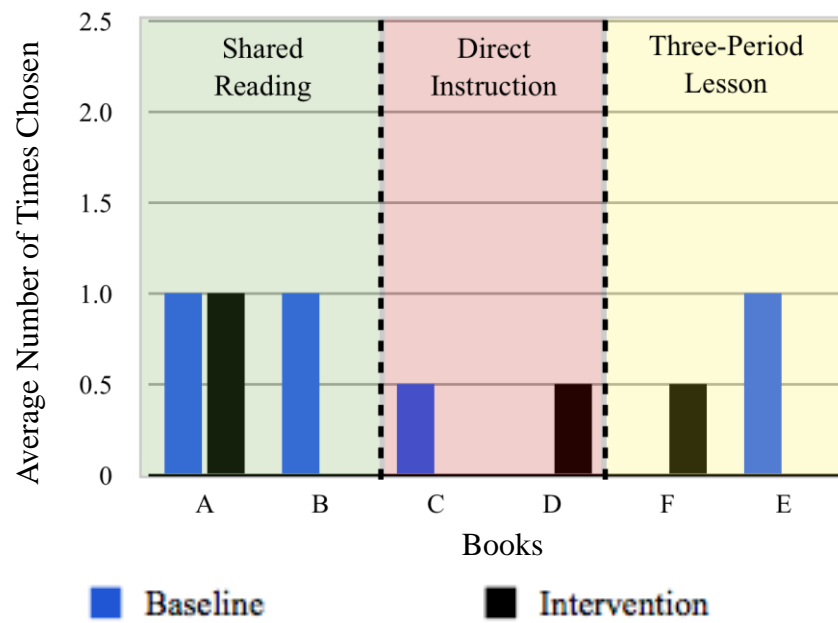 Average Number of Times Chosen
2.5
2.0
1.5
1.0
0.5
0
Shared
Reading
Direct
Instruction
Three-Period
Lesson
A B C D F E
Books
Baseline Intervention